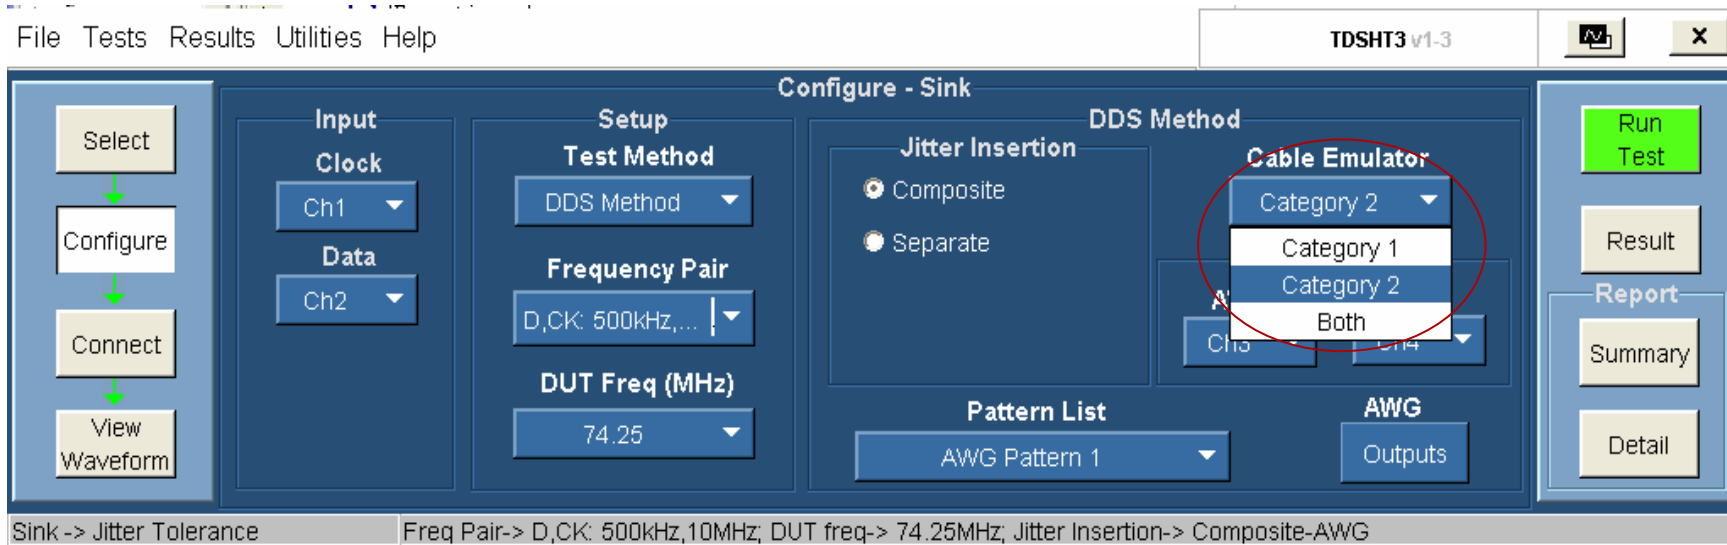 File Tests Results Utilities Help
TDSHT3 v1-3
x
Configure - Sink
Select
Configure
Connect
View
Waveform
Input
Clock
Ch1
Data
Ch2
Setup
Test Method
DDS Method
Frequency Pair
D,CK: 500kHz,...
DUT Freq (MHz)
74.25
DDS Method
Jitter Insertion
Composite
Separate
Cable Emulator
Category 2
Category 1
Category 2
Both
Ch3
Ch4
Pattern List
AWG Pattern 1
AWG
Outputs
Run
Test
Result
Report
Summary
Detail
Sink -> Jitter Tolerance
Freq Pair-> D,CK: 500kHz,10MHz; DUT freq-> 74.25MHz; Jitter Insertion-> Composite-AWG